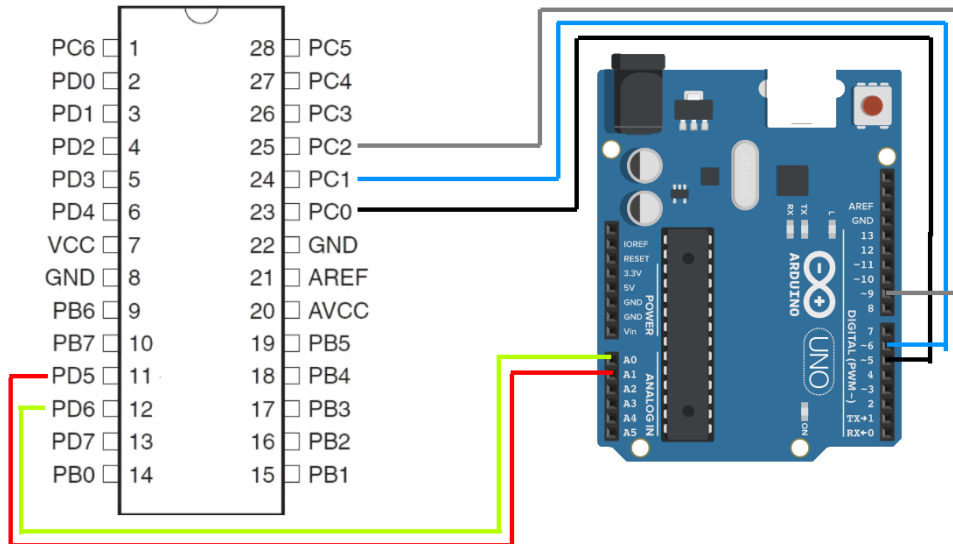 PC6 1 28 PC5
PD0 2 27 PC4
PD1 3 26 PC3
PD2 4 25 PC2
PD3 5 24 PC1
PD4 6 23 PC0
VCC 7 22 GND
GND 8 21 AREF
PB6 9 20 AVCC
PB7 10 19 PB5
PD5 11 18 PB4
PD6 12 17 PB3
PD7 13 16 PB2
PB0 14 15 PB1
RX
TX
L
AREF
GND
13
12
~11
~10
~9
8
7
~6
~5
4
~3
2
TX→1
RX←0
DIGITAL (PWM~)
ARDUINO
UNO
ON
IOREF
RESET
3.3V
5V
GND
GND
Vin
POWER
A0
A1
A2
A3
A4
A5
ANALOG IN